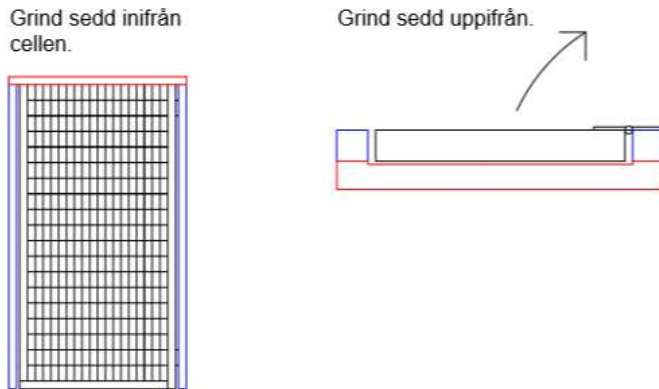 Grind sedd inifrån
cellen.
Grind sedd uppifrån.